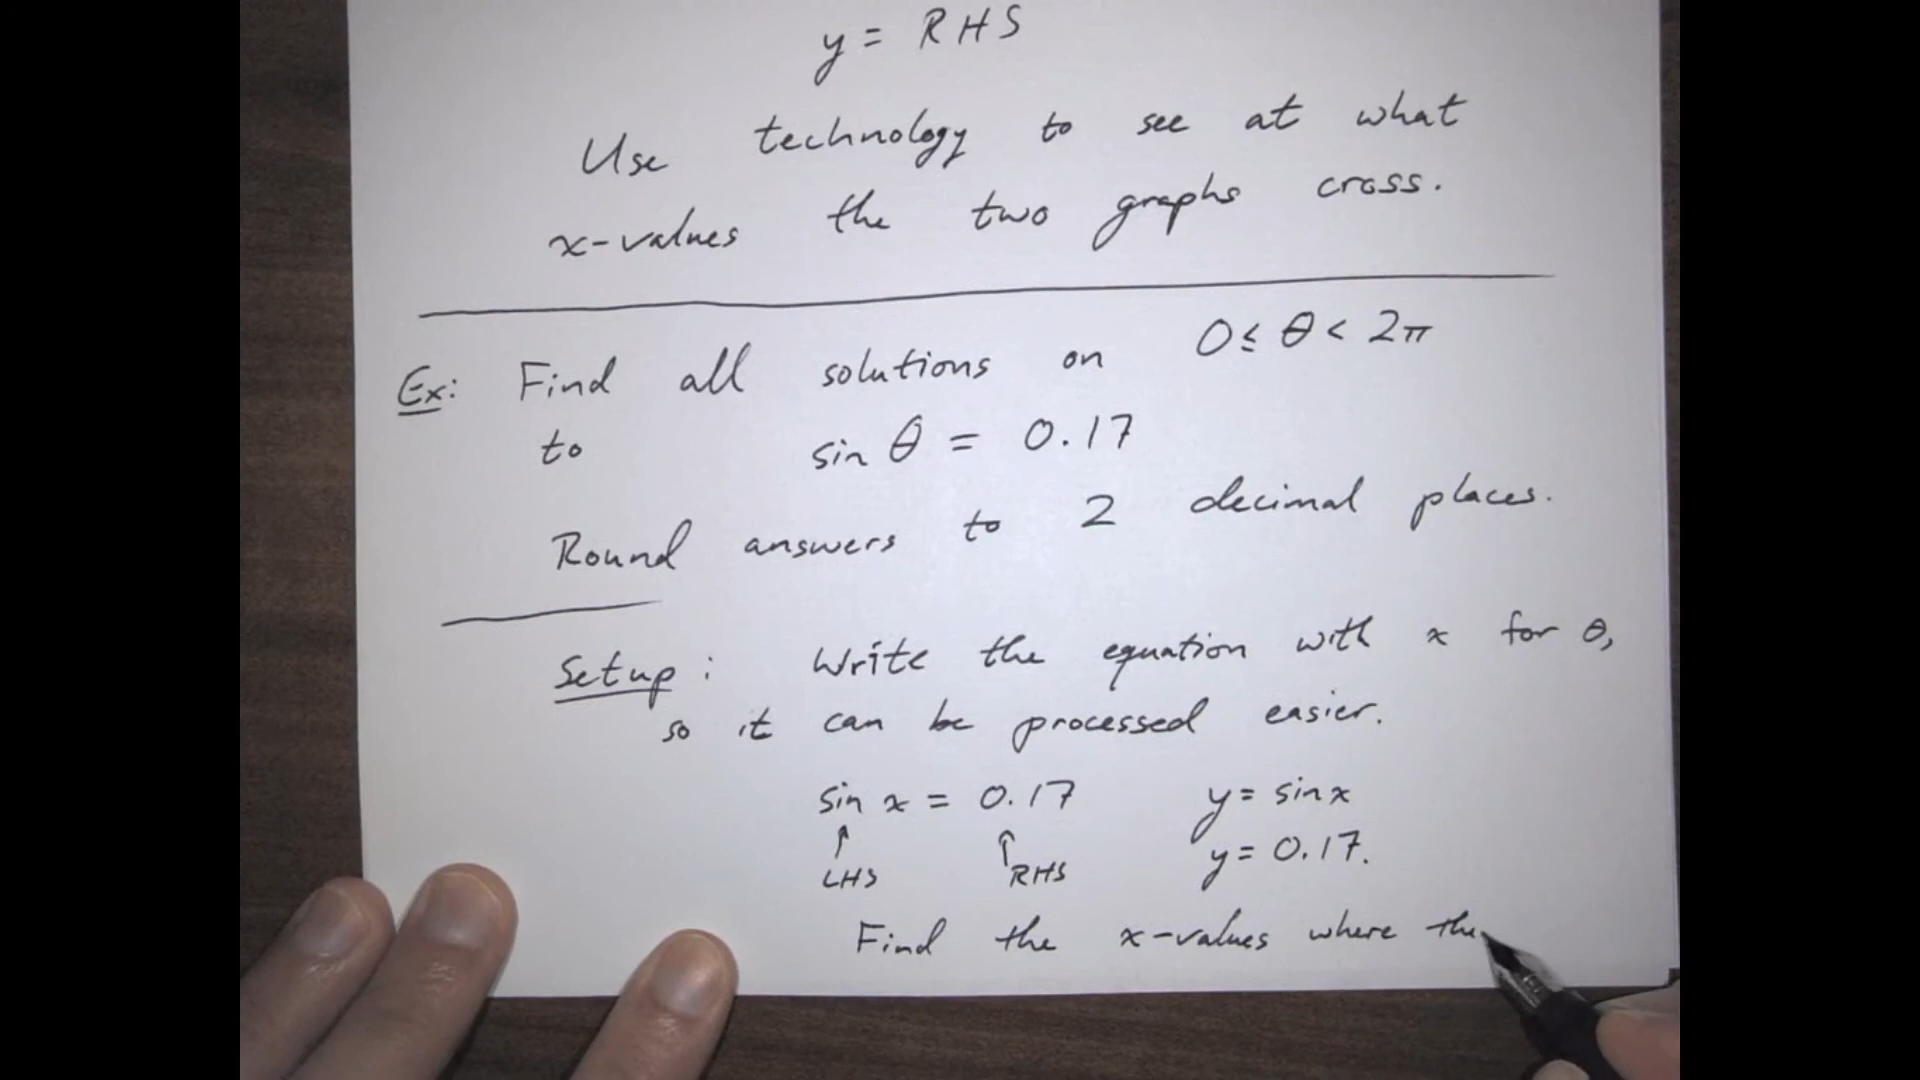 y = RHS
Use technology to see at what
x-values the two graphs cross.
Ex: Find all solutions on 0 ≤ θ < 2π
to sin θ = 0.17
Round answers to 2 decimal places.
Setup: Write the equation with x for θ,
so it can be processed easier.
sin x = 0.17 y = sin x
↑ LHS ↑ RHS y = 0.17.
Find the x-values where the